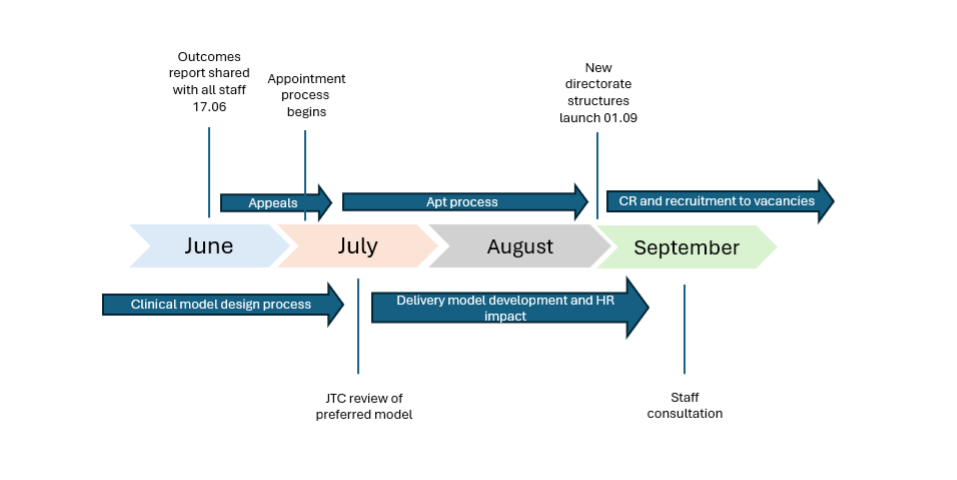 Outcomes
report shared
with all staff
17.06
Appointment
process
begins
New
directorate
structures
launch 01.09
Appeals
Apt process
CR and recruitment to vacancies
June
July
August
September
Clinical model design process
Delivery model development and HR
impact
JTC review of
preferred model
Staff
consultation